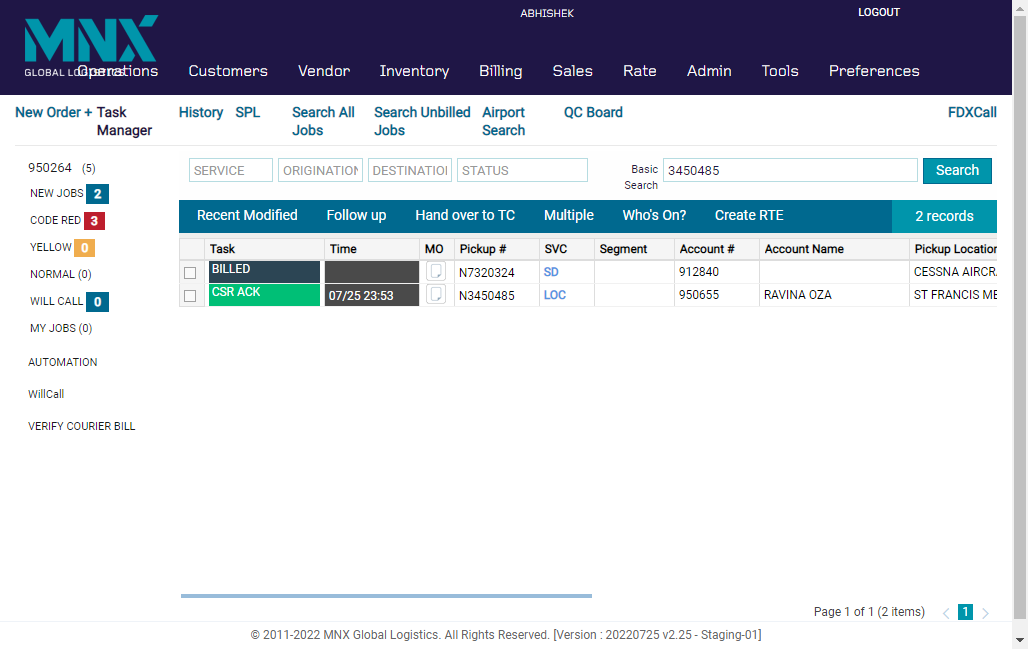 ABHISHEK
LOGOUT
MNX
GLOBAL LOGISTICS
Operations Customers Vendor Inventory Billing Sales Rate Admin Tools Preferences
New Order + Task Manager History SPL Search All Jobs Search Unbilled Jobs Airport Search QC Board FDXCall
950264 (5)
NEW JOBS 2
CODE RED 3
YELLOW 0
NORMAL (0)
WILL CALL 0
MY JOBS (0)
AUTOMATION
WillCall
VERIFY COURIER BILL
SERVICE ORIGINATION DESTINATIO STATUS Basic Search 3450485 Search
Recent Modified Follow up Hand over to TC Multiple Who's On? Create RTE 2 records
Task Time MO Pickup # SVC Segment Account # Account Name Pickup Location
BILLED N7320324 SD 912840 CESSNA AIRCR
CSR ACK 07/25 23:53 N3450485 LOC 950655 RAVINA OZA ST FRANCIS ME
Page 1 of 1 (2 items) 1
© 2011-2022 MNX Global Logistics. All Rights Reserved. [Version : 20220725 v2.25 - Staging-01]